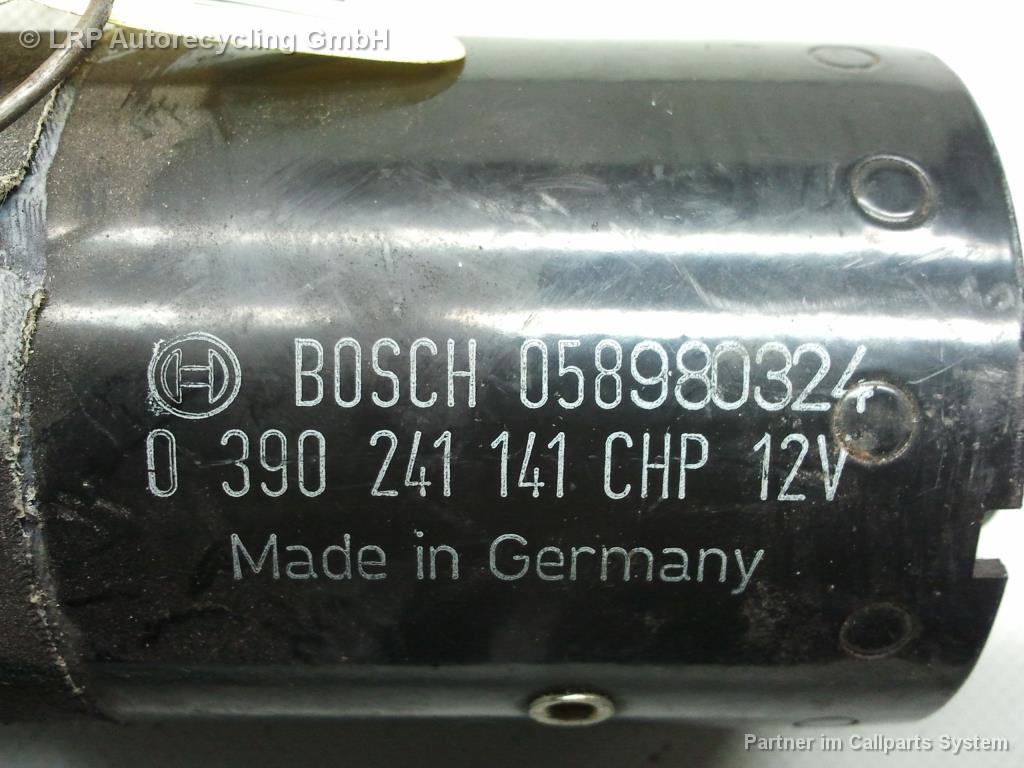 © LRP Autorecycling GmbH
BOSCH 058980324
0 390 241 141 CHP 12V
Made in Germany
Partner im Callparts System